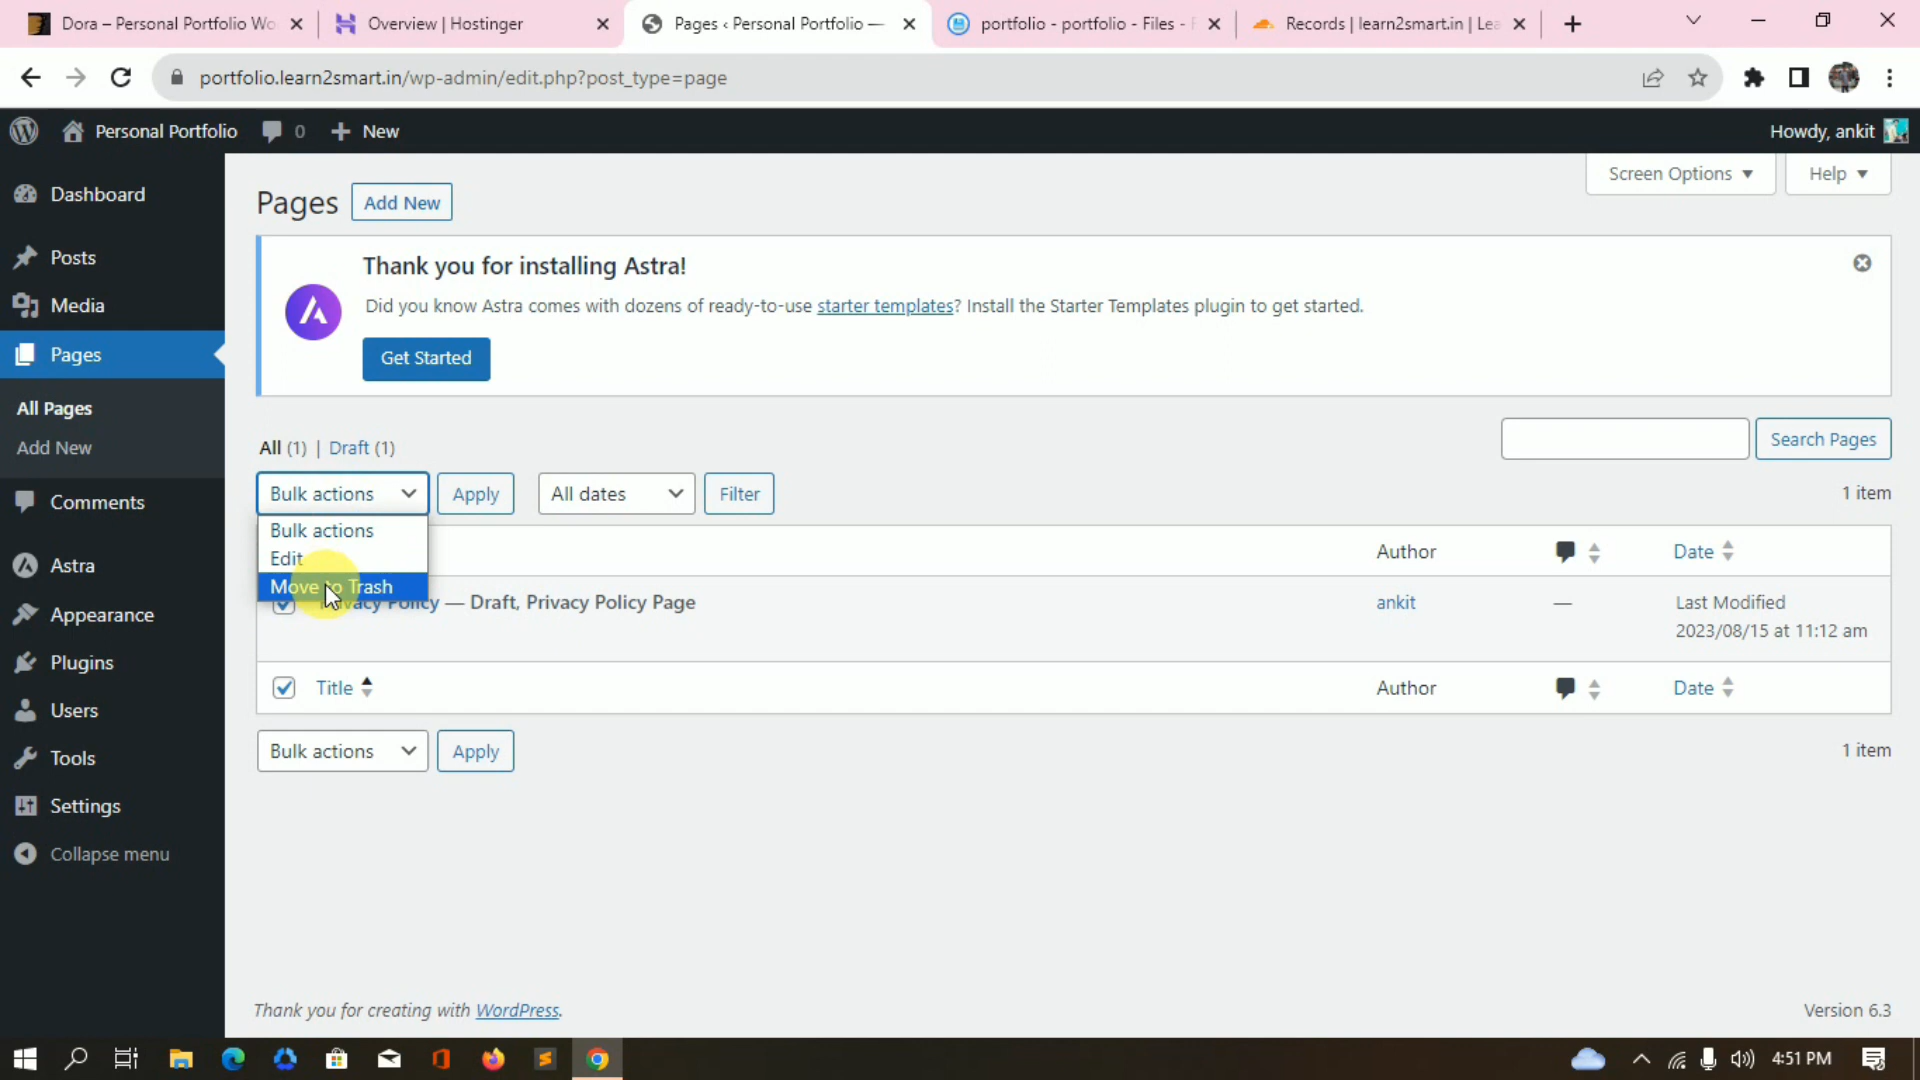 Dora – Personal Portfolio Wo
Overview | Hostinger
Pages ‹ Personal Portfolio —
portfolio - portfolio - Files -
Records | learn2smart.in | Lea
portfolio.learn2smart.in/wp-admin/edit.php?post_type=page
Personal Portfolio
0
New
Howdy, ankit
Screen Options
Help
Dashboard
Posts
Media
Pages
All Pages
Add New
Comments
Astra
Appearance
Plugins
Users
Tools
Settings
Collapse menu
Pages
Add New
Thank you for installing Astra!
Did you know Astra comes with dozens of ready-to-use starter templates? Install the Starter Templates plugin to get started.
Get Started
All (1) | Draft (1)
Search Pages
Bulk actions
Apply
All dates
Filter
1 item
Bulk actions
Edit
Move to Trash
Author
Date
Privacy Policy — Draft, Privacy Policy Page
ankit
—
Last Modified
2023/08/15 at 11:12 am
Title
Author
Date
Bulk actions
Apply
1 item
Thank you for creating with WordPress.
Version 6.3
4:51 PM